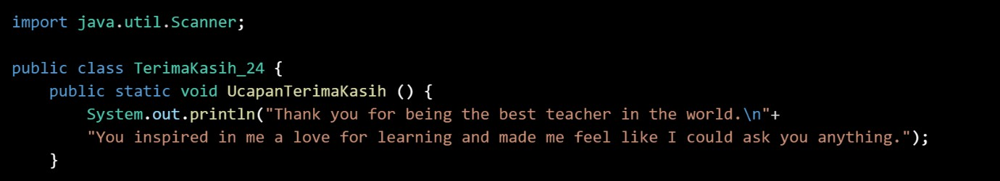 import java.util.Scanner;
public class TerimaKasih_24 {
public static void UcapanTerimaKasih () {
System.out.println("Thank you for being the best teacher in the world.\n"+
"You inspired in me a love for learning and made me feel like I could ask you anything.");
}